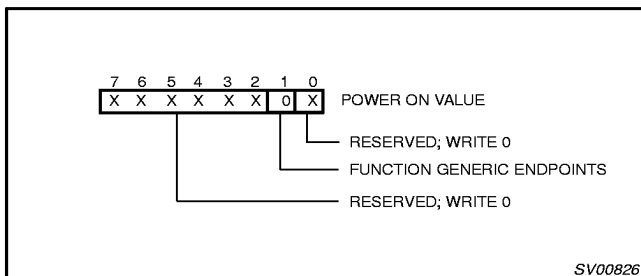 7 6 5 4 3 2 1 0
X X X X X X 0 X POWER ON VALUE
RESERVED; WRITE 0
FUNCTION GENERIC ENDPOINTS
RESERVED; WRITE 0
SV00826